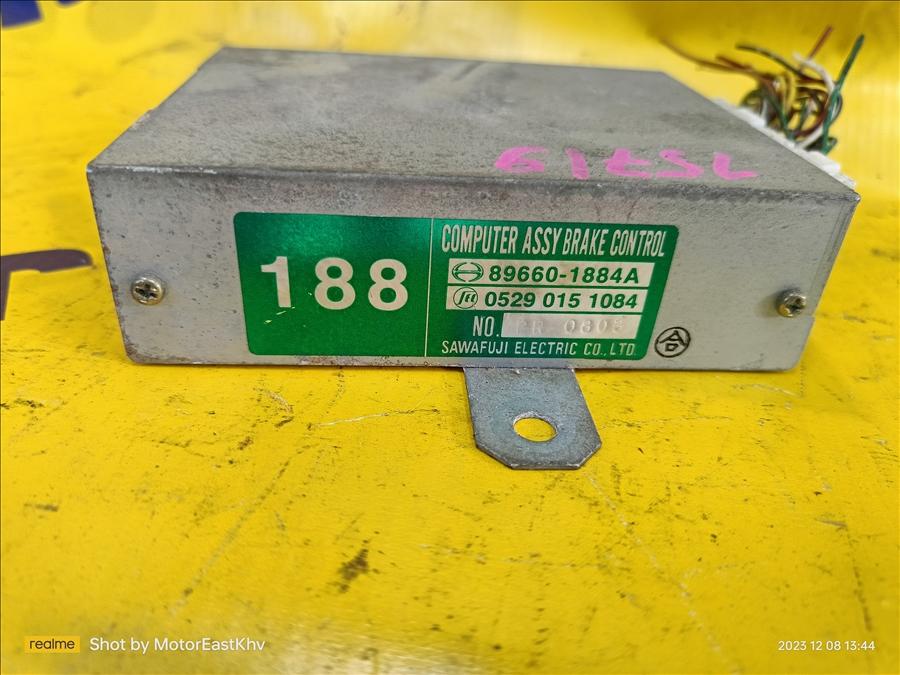 15719
188
COMPUTER ASSY BRAKE CONTROL
89660-1884A
0529 015 1084
NO.
SAWAFUJI ELECTRIC CO., LTD.
realme
Shot by MotorEastKhv
2023 12 08 13:44